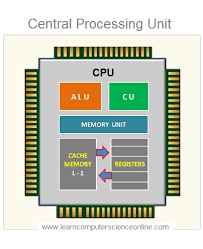 Central Processing Unit
CPU
ALU
CU
MEMORY UNIT
CACHE
MEMORY
L - 1
REGISTERS
www.learncomputerscienceonline.com